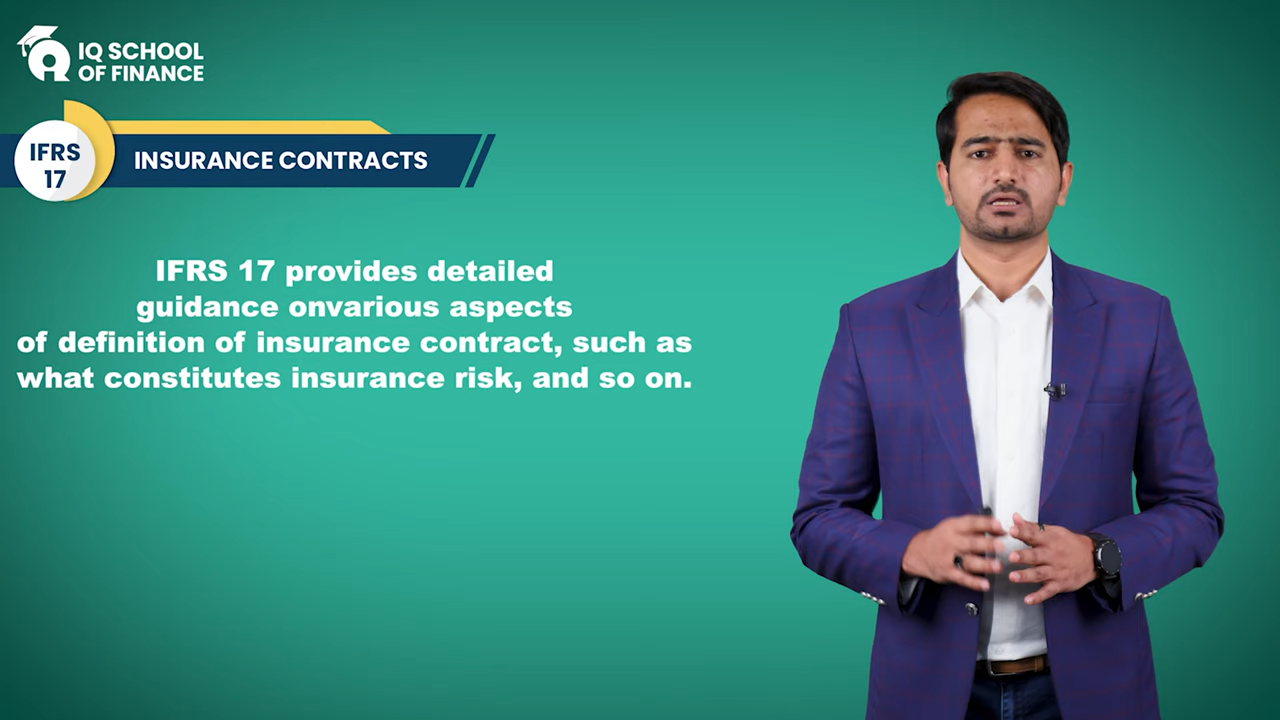 IQ SCHOOL
OF FINANCE
IFRS
17
INSURANCE CONTRACTS
IFRS 17 provides detailed
guidance onvarious aspects
of definition of insurance contract, such as
what constitutes insurance risk, and so on.